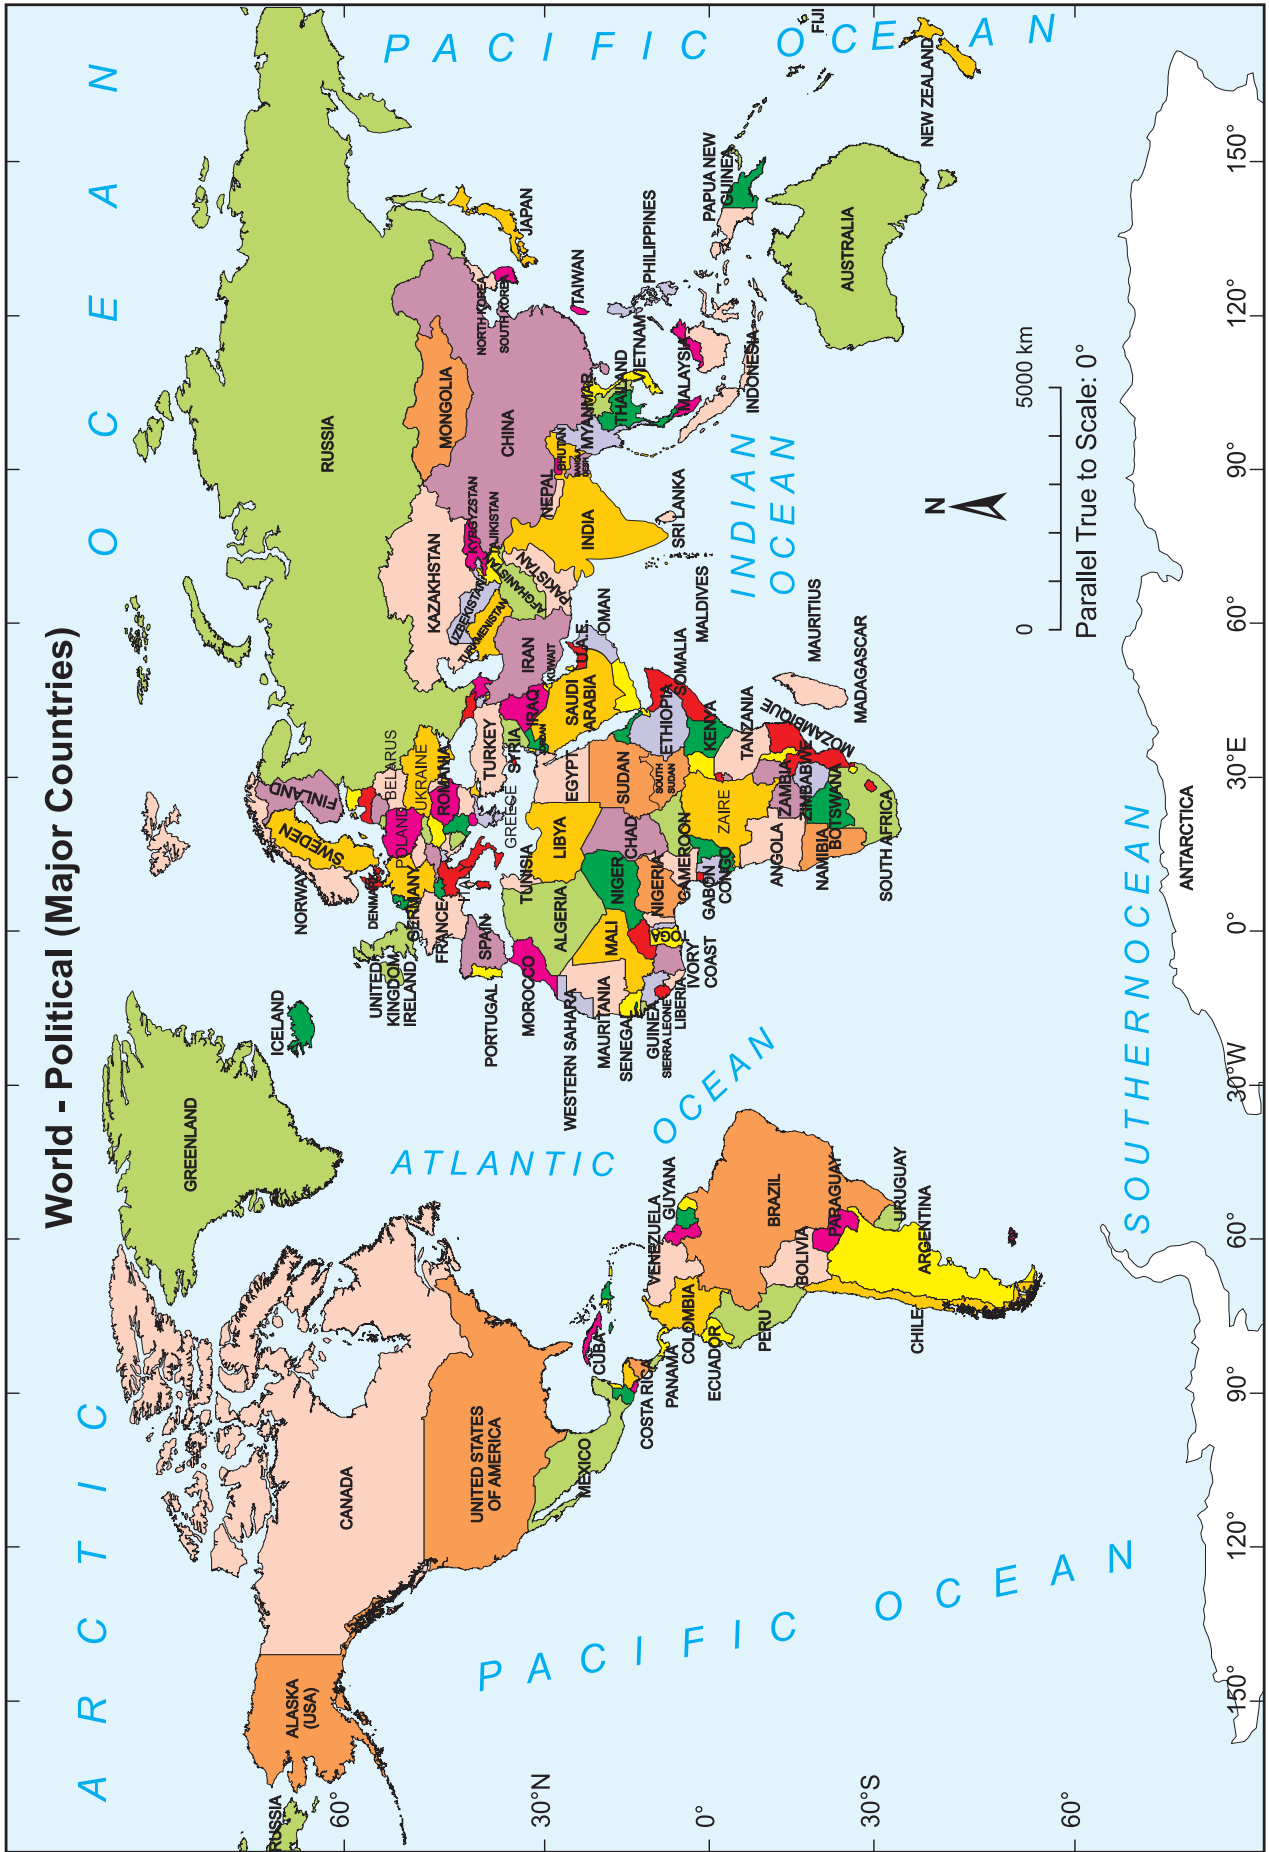 World - Political (Major Countries)
A R C T I C O C E A N
RUSSIA
ALASKA
(USA)
CANADA
GREENLAND
ICELAND
UNITED STATES
OF AMERICA
MEXICO
CUBA
COSTA RIC
PANAMA
COLOMBIA
ECUADOR
VENEZUELA
GUYANA
PERU
BRAZIL
BOLIVIA
PARAGUAY
URUGUAY
ARGENTINA
CHILE
PACIFIC OCEAN
ATLANTIC
OCEAN
NORWAY
SWEDEN
FINLAND
DENMARK
UNITED
KINGDOM
IRELAND
GERMANY
POLAND
BELARUS
UKRAINE
ROMANIA
FRANCE
SPAIN
PORTUGAL
GREECE
TURKEY
SYRIA
IRAQ
IRAN
KUWAIT
SAUDI
ARABIA
U.A.E.
OMAN
RUSSIA
KAZAKHSTAN
UZBEKISTAN
TURKMENISTAN
KYRGYZSTAN
TAJIKISTAN
AFGHANISTA
PAKISTAN
INDIA
NEPAL
BHUTAN
SRI LANKA
MALDIVES
MONGOLIA
CHINA
NORTH KOREA
SOUTH KOREA
JAPAN
TAIWAN
MYANMAR
THAILAND
VIETNAM
PHILIPPINES
MALAYSIA
INDONESIA
PAPUA NEW
GUINEA
AUSTRALIA
NEW ZEALAND
FIJI
PACIFIC OCEAN
MOROCCO
WESTERN SAHARA
MAURITANIA
SENEGAL
GUINEA
SIERRA LEONE
LIBERIA
IVORY
COAST
TOGA
MALI
ALGERIA
TUNISIA
LIBYA
EGYPT
NIGER
NIGERIA
CHAD
SUDAN
SOUTH
SUDAN
ETHIOPIA
SOMALIA
CAMEROON
GABON
CONGO
ZAIRE
KENYA
TANZANIA
ANGOLA
ZAMBIA
ZIMBABWE
MOZAMBIQUE
NAMIBIA
BOTSWANA
SOUTH AFRICA
MADAGASCAR
MAURITIUS
INDIAN
OCEAN
N
0 5000 km
Parallel True to Scale: 0°
SOUTHERNOCEAN
ANTARCTICA
60°
30°N
0°
30°S
60°
150° 120° 90° 60° 30°W 0° 30°E 60° 90° 120° 150°